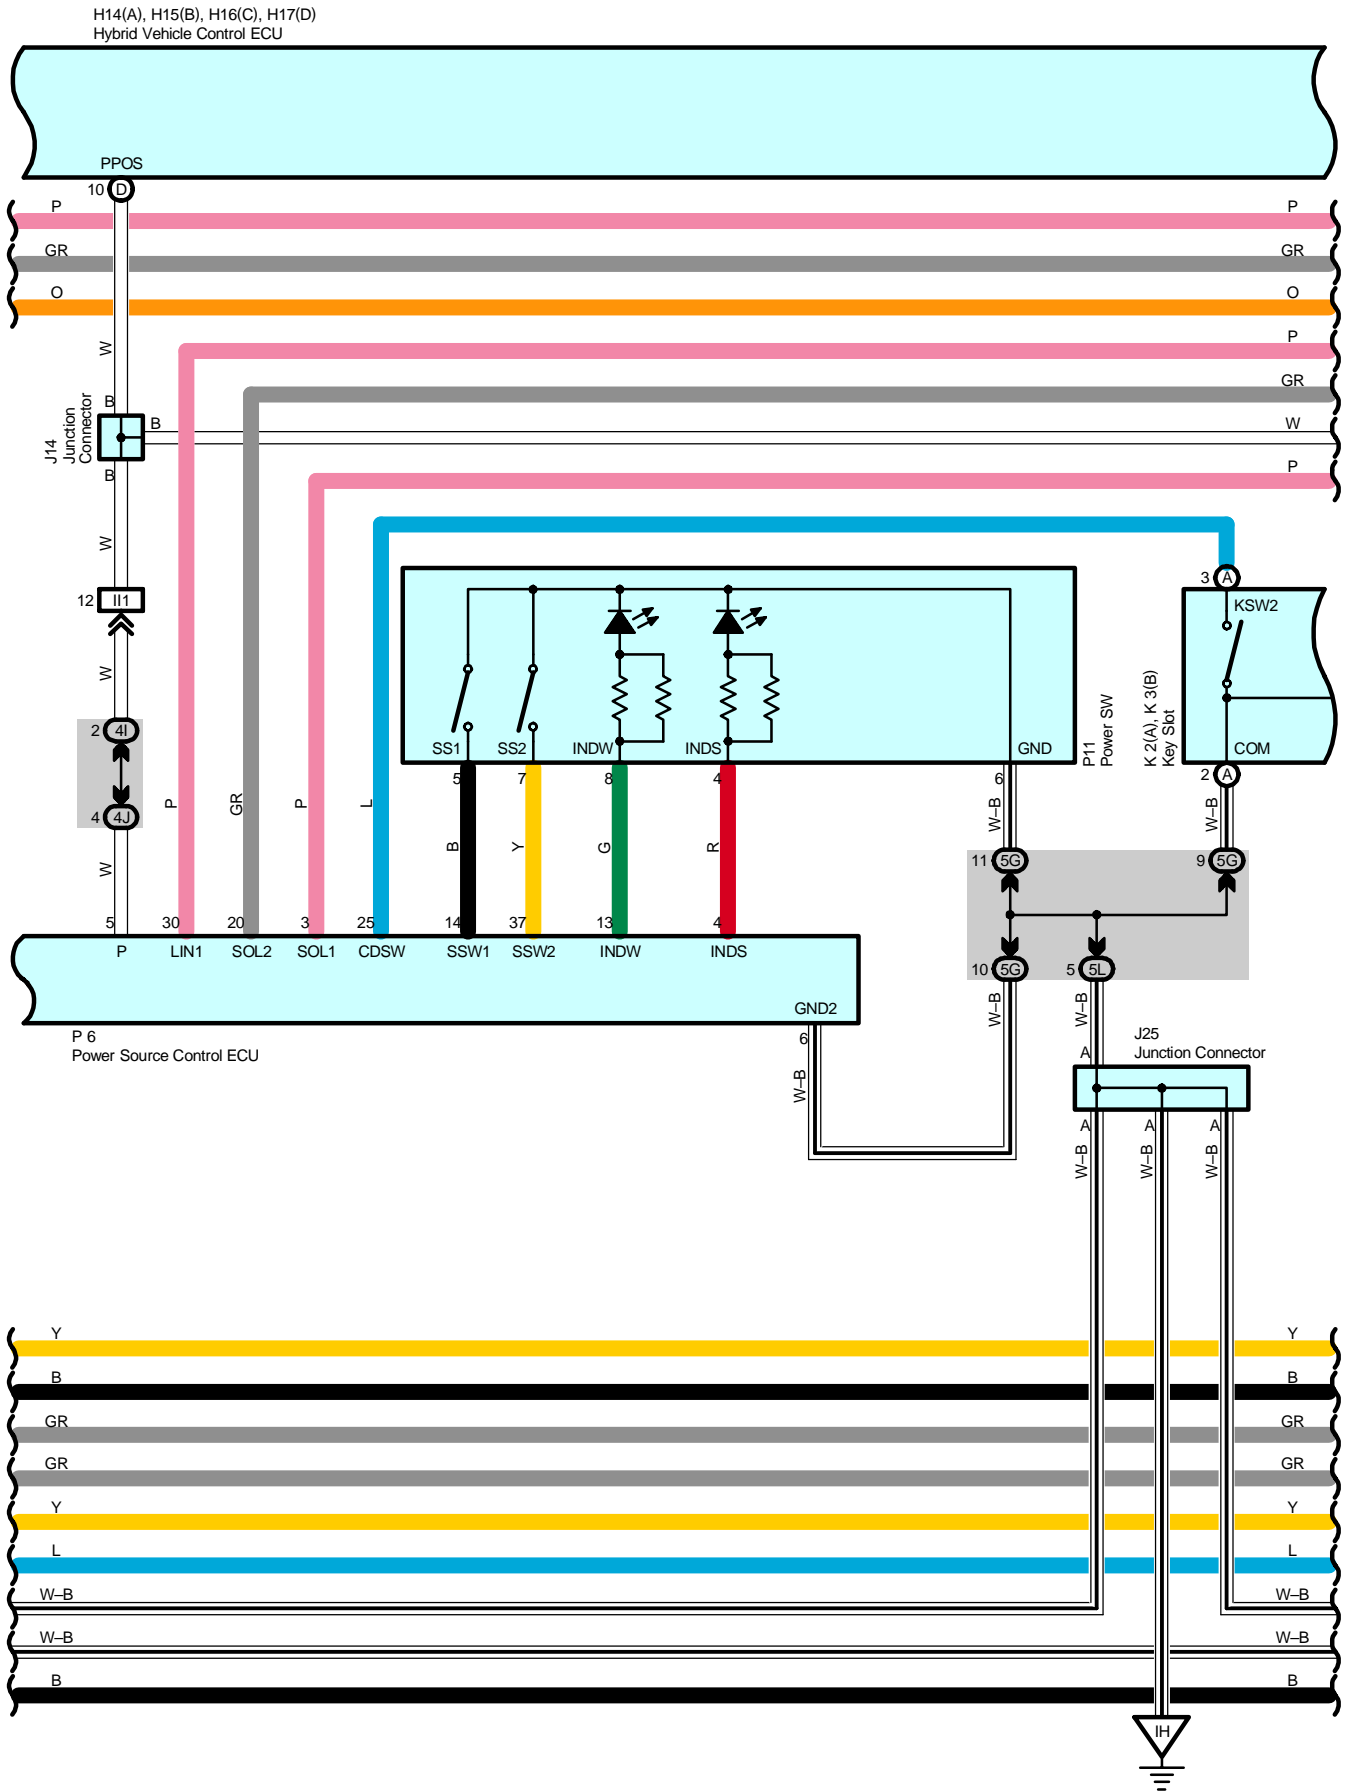 H14(A), H15(B), H16(C), H17(D)
Hybrid Vehicle Control ECU
PPOS
10 D
P P
GR GR
O O
W P
GR
B
J14
Junction
Connector
B W
B P
W
3 A
12 II1 KSW2
W
K 2(A), K 3(B)
Key Slot
P11
Power SW
2 4I
SS1 SS2 INDW INDS GND COM
5 7 8 4 6 2 A
P GR P L B Y G R W–B W–B
4 4J
W
11 5G 9 5G
5 30 20 3 25 14 37 13 4
P LIN1 SOL2 SOL1 CDSW SSW1 SSW2 INDW INDS
10 5G 5 5L
GND2
W–B W–B
P 6
Power Source Control ECU
6
J25
Junction Connector
A
W–B
A A A
W–B W–B W–B
Y Y
B B
GR GR
GR GR
Y Y
L L
W–B W–B
W–B W–B
B B
IH